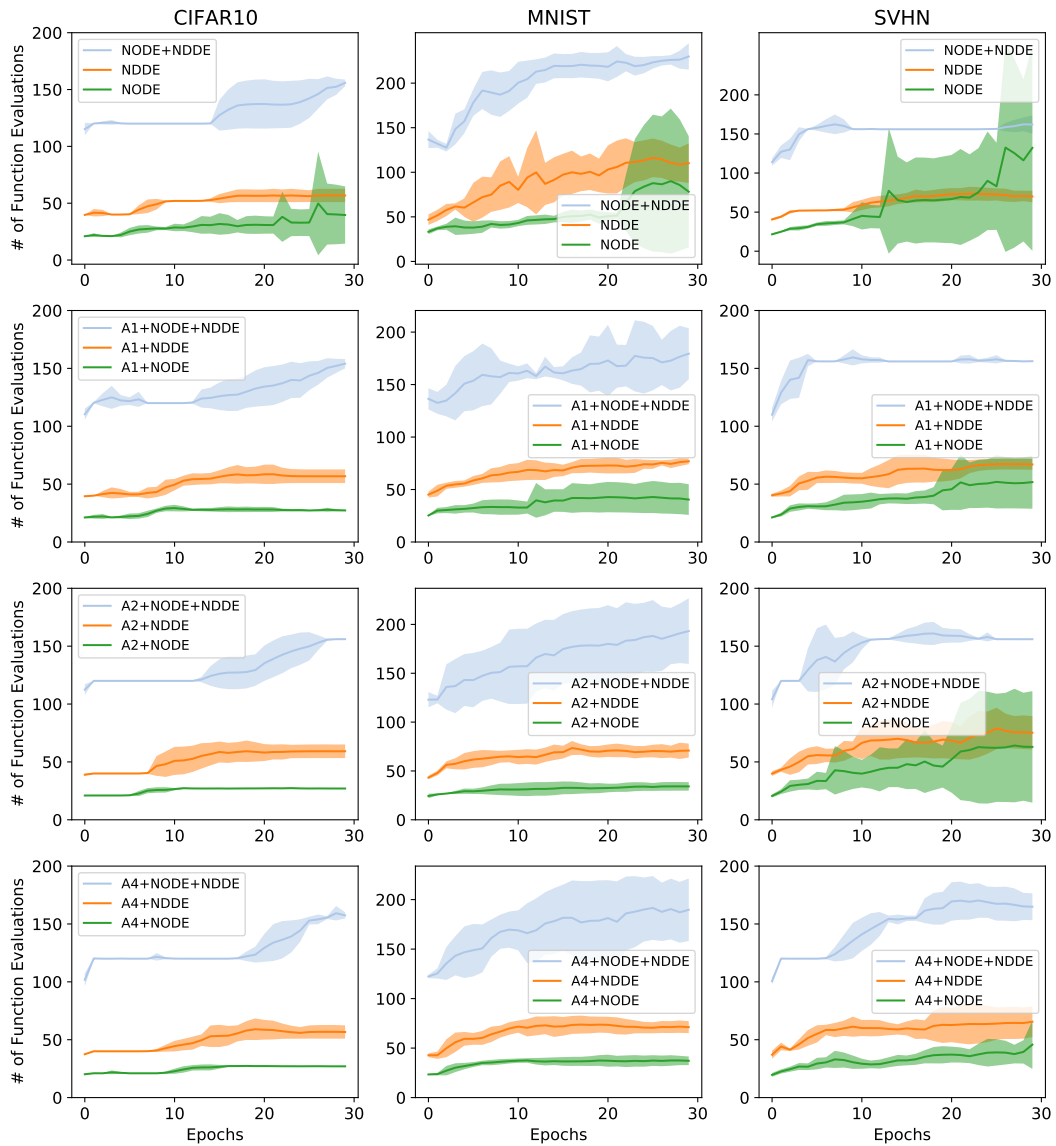 CIFAR10 MNIST SVHN
# of Function Evaluations
200
150
100
50
0
0 10 20 30
NODE+NDDE
NDDE
NODE
200
150
100
50
0
0 10 20 30
NODE+NDDE
NDDE
NODE
200
150
100
50
0
0 10 20 30
NODE+NDDE
NDDE
NODE
# of Function Evaluations
200
150
100
50
0
0 10 20 30
A1+NODE+NDDE
A1+NDDE
A1+NODE
200
150
100
50
0
0 10 20 30
A1+NODE+NDDE
A1+NDDE
A1+NODE
200
150
100
50
0
0 10 20 30
A1+NODE+NDDE
A1+NDDE
A1+NODE
# of Function Evaluations
200
150
100
50
0
0 10 20 30
A2+NODE+NDDE
A2+NDDE
A2+NODE
200
150
100
50
0
0 10 20 30
A2+NODE+NDDE
A2+NDDE
A2+NODE
200
150
100
50
0
0 10 20 30
A2+NODE+NDDE
A2+NDDE
A2+NODE
# of Function Evaluations
200
150
100
50
0
0 10 20 30
Epochs
A4+NODE+NDDE
A4+NDDE
A4+NODE
200
150
100
50
0
0 10 20 30
Epochs
A4+NODE+NDDE
A4+NDDE
A4+NODE
200
150
100
50
0
0 10 20 30
Epochs
A4+NODE+NDDE
A4+NDDE
A4+NODE